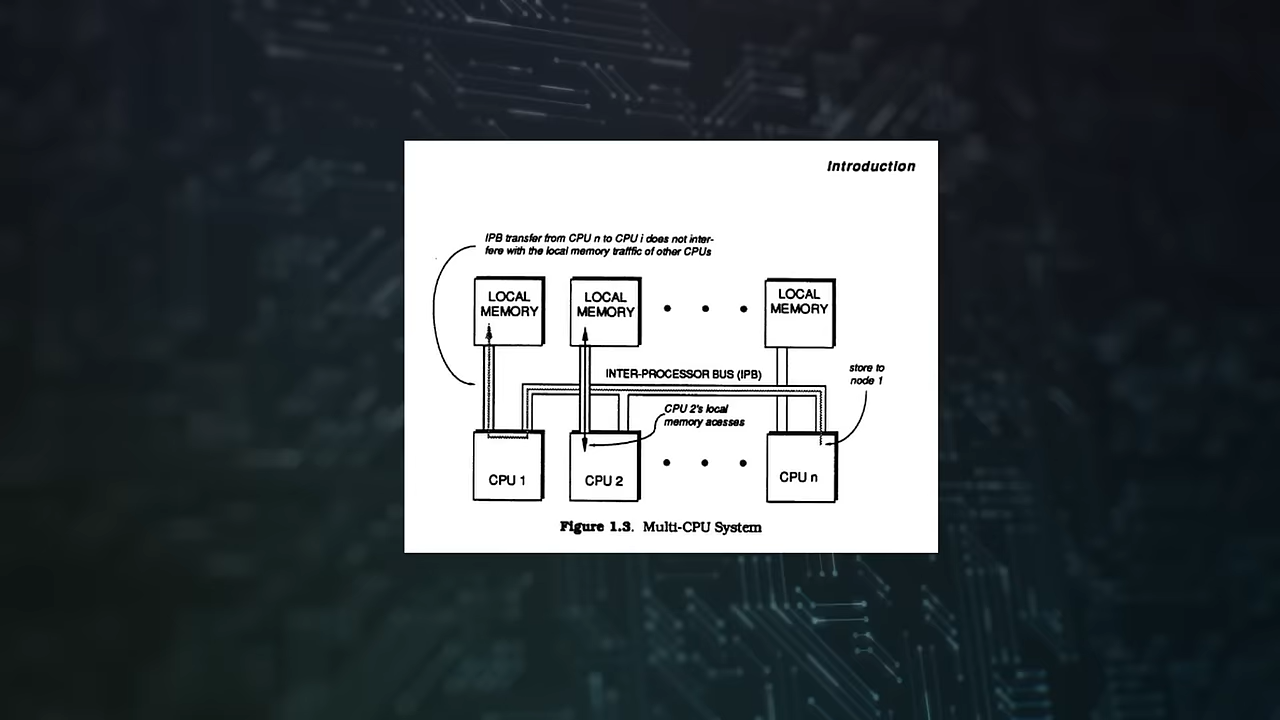 Introduction
IPB transfer from CPU n to CPU i does not inter-
fere with the local memory traffic of other CPUs
LOCAL
MEMORY
LOCAL
MEMORY
LOCAL
MEMORY
INTER-PROCESSOR BUS (IPB)
store to
node 1
CPU 2's local
memory acesses
CPU 1
CPU 2
CPU n
Figure 1.3. Multi-CPU System